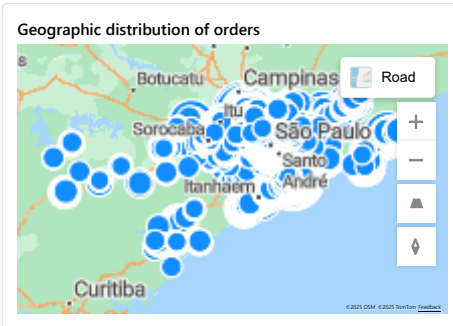 Geographic distribution of orders
s
Road
Botucatu
Campinas
Itu
Sorocaba
São Paulo
Santo
André
Itanhaém
Curitiba
©2025 OSM ©2025 TomTom Feedback